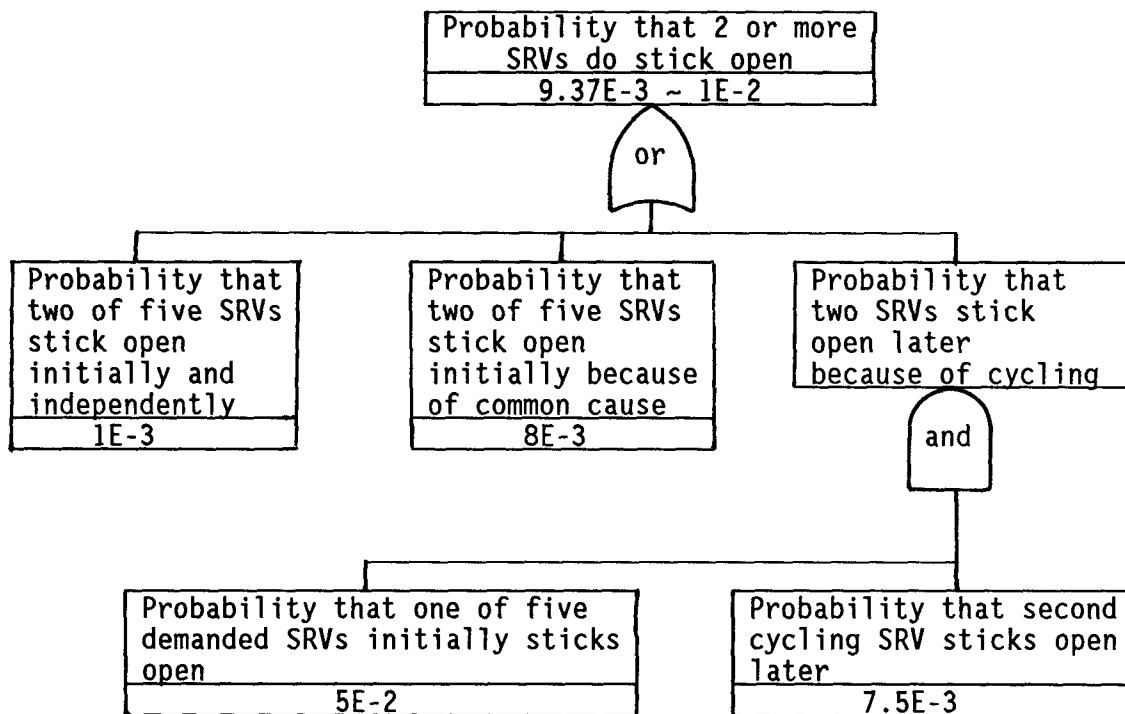 Probability that 2 or more
SRVs do stick open
9.37E-3 ~ 1E-2
or
Probability that
two of five SRVs
stick open
initially and
independently
1E-3
Probability that
two of five SRVs
stick open
initially because
of common cause
8E-3
Probability that
two SRVs stick
open later
because of cycling
and
Probability that one of five
demanded SRVs initially sticks
open
5E-2
Probability that second
cycling SRV sticks open
later
7.5E-3